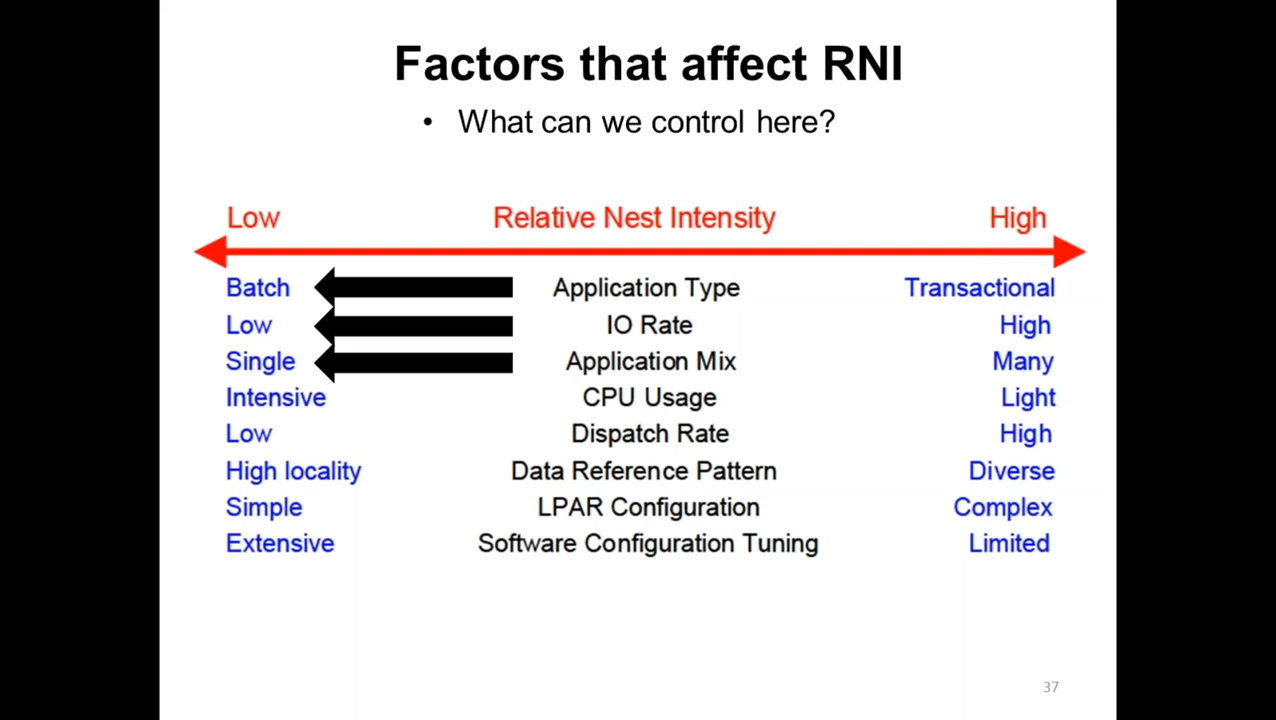 Factors that affect RNI
• What can we control here?
Low Relative Nest Intensity High
Batch Application Type Transactional
Low IO Rate High
Single Application Mix Many
Intensive CPU Usage Light
Low Dispatch Rate High
High locality Data Reference Pattern Diverse
Simple LPAR Configuration Complex
Extensive Software Configuration Tuning Limited
37